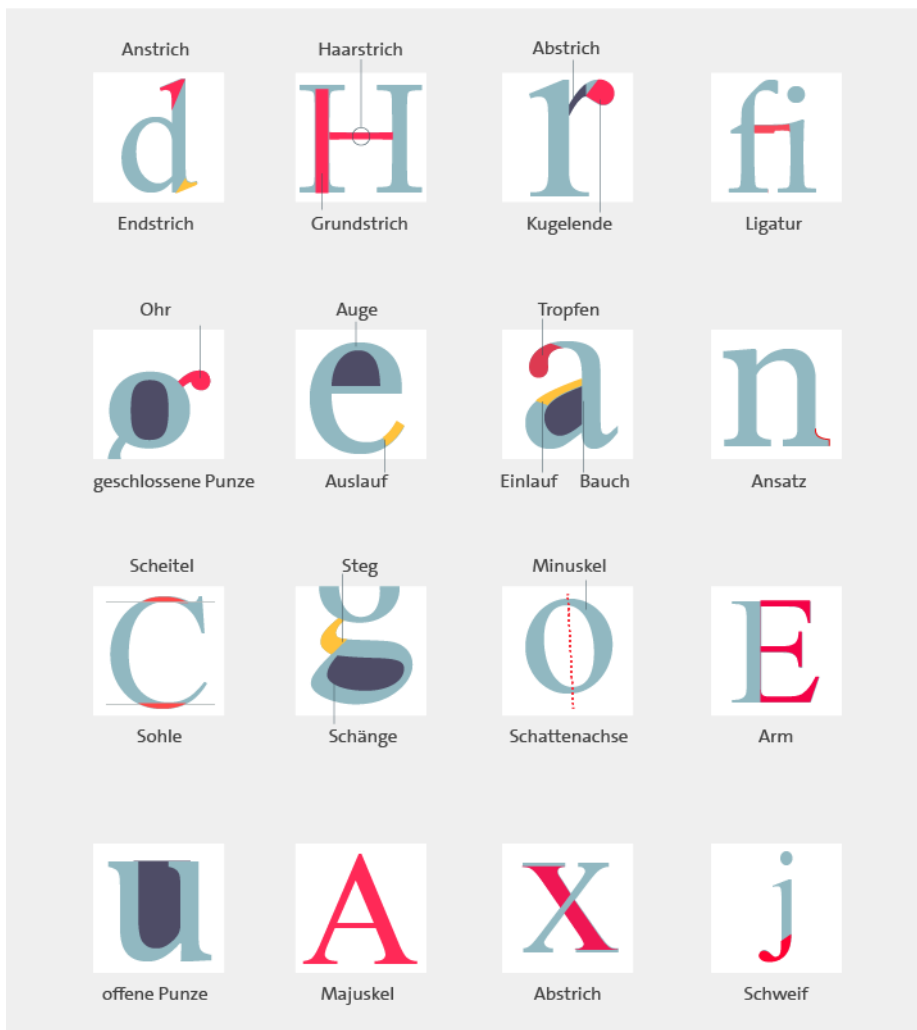 Anstrich Haarstrich Abstrich
d H r fi
Endstrich Grundstrich Kugelende Ligatur
Ohr Auge Tropfen
g e a n
geschlossene Punze Auslauf Einlauf Bauch Ansatz
Scheitel Steg Minuskel
C g o E
Sohle Schänge Schattenachse Arm
u A x j
offene Punze Majuskel Abstrich Schweif